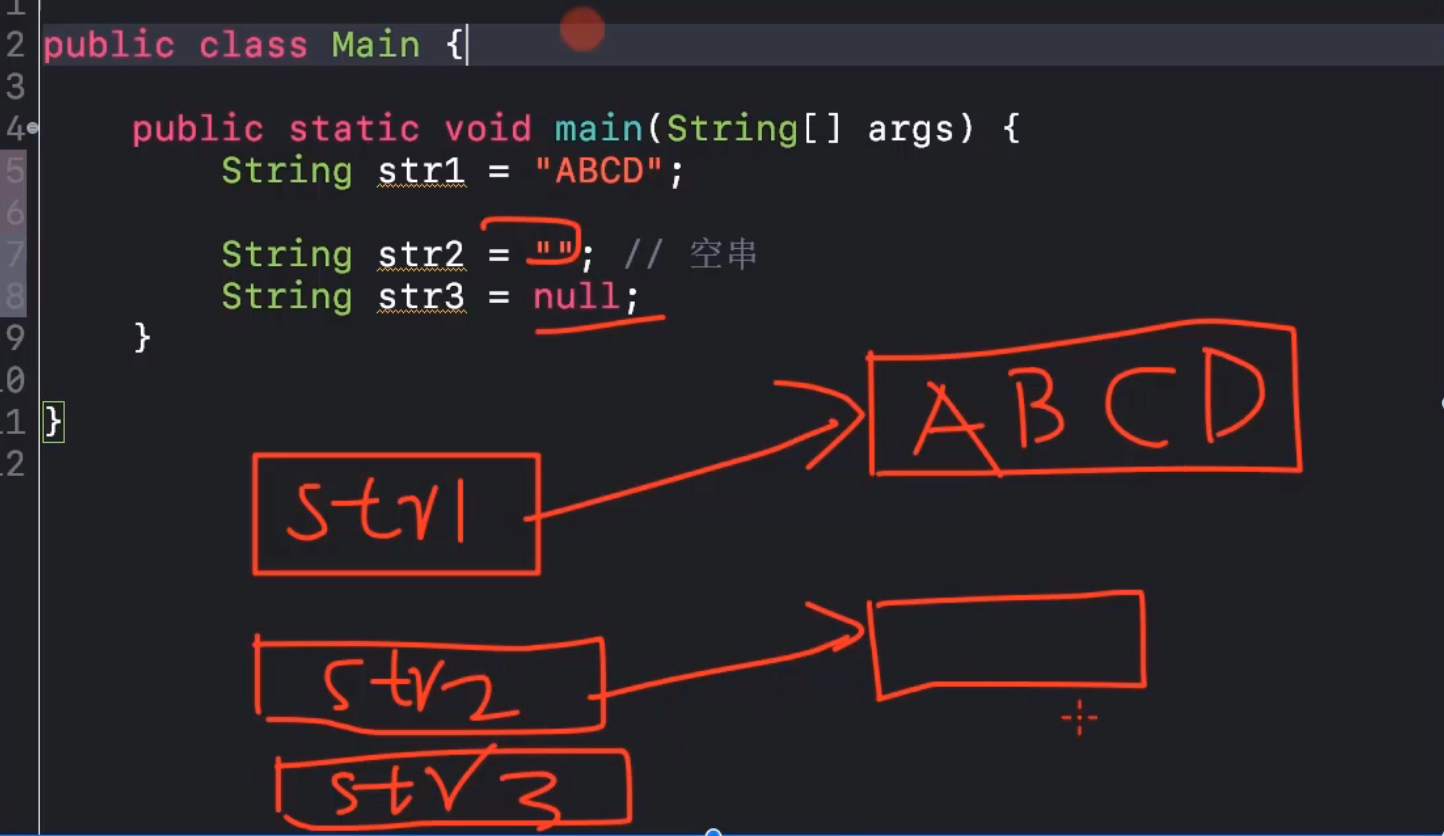 1
2 public class Main {
3
4 public static void main(String[] args) {
5 String str1 = "ABCD";
6
7 String str2 = ""; // 空串
8 String str3 = null;
9 }
10
11 }
12
ABCD
str1
str2
str3